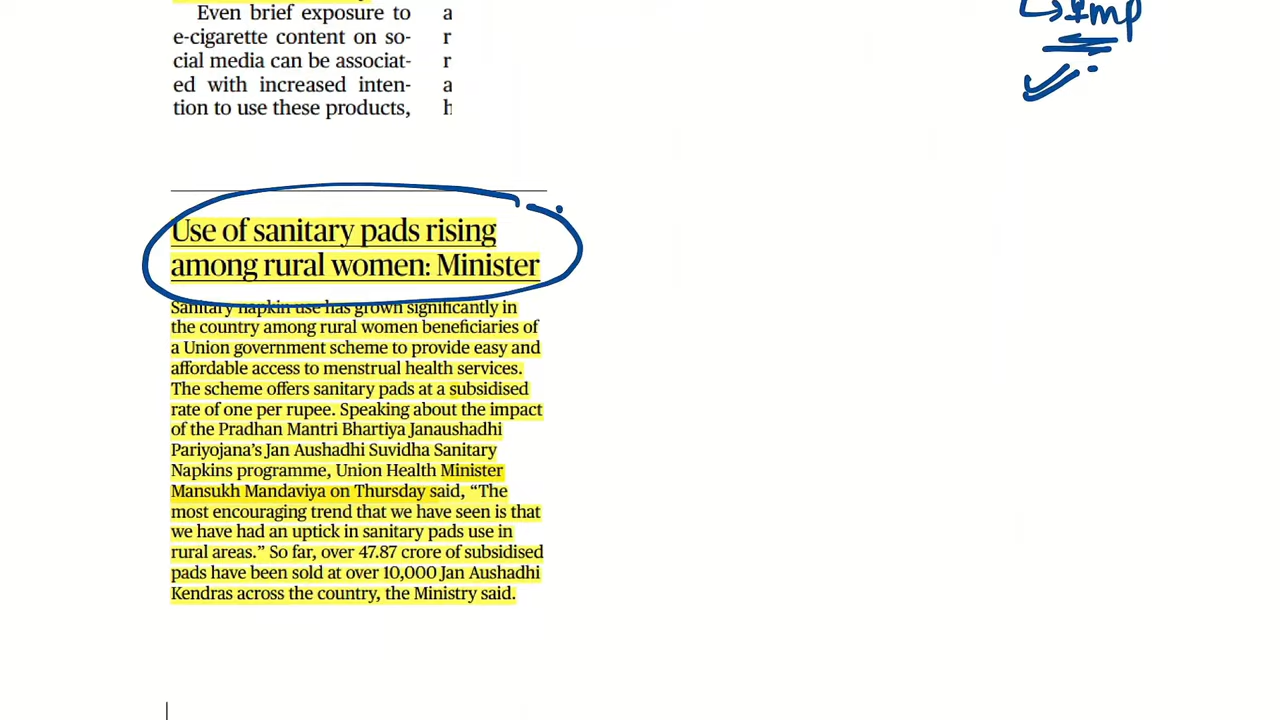 Even brief exposure to
e-cigarette content on so-
cial media can be associat-
ed with increased inten-
tion to use these products,
a
r
r
a
h
Imp
Use of sanitary pads rising
among rural women: Minister
Sanitary napkin use has grown significantly in
the country among rural women beneficiaries of
a Union government scheme to provide easy and
affordable access to menstrual health services.
The scheme offers sanitary pads at a subsidised
rate of one per rupee. Speaking about the impact
of the Pradhan Mantri Bhartiya Janaushadhi
Pariyojana's Jan Aushadhi Suvidha Sanitary
Napkins programme, Union Health Minister
Mansukh Mandaviya on Thursday said, “The
most encouraging trend that we have seen is that
we have had an uptick in sanitary pads use in
rural areas.” So far, over 47.87 crore of subsidised
pads have been sold at over 10,000 Jan Aushadhi
Kendras across the country, the Ministry said.